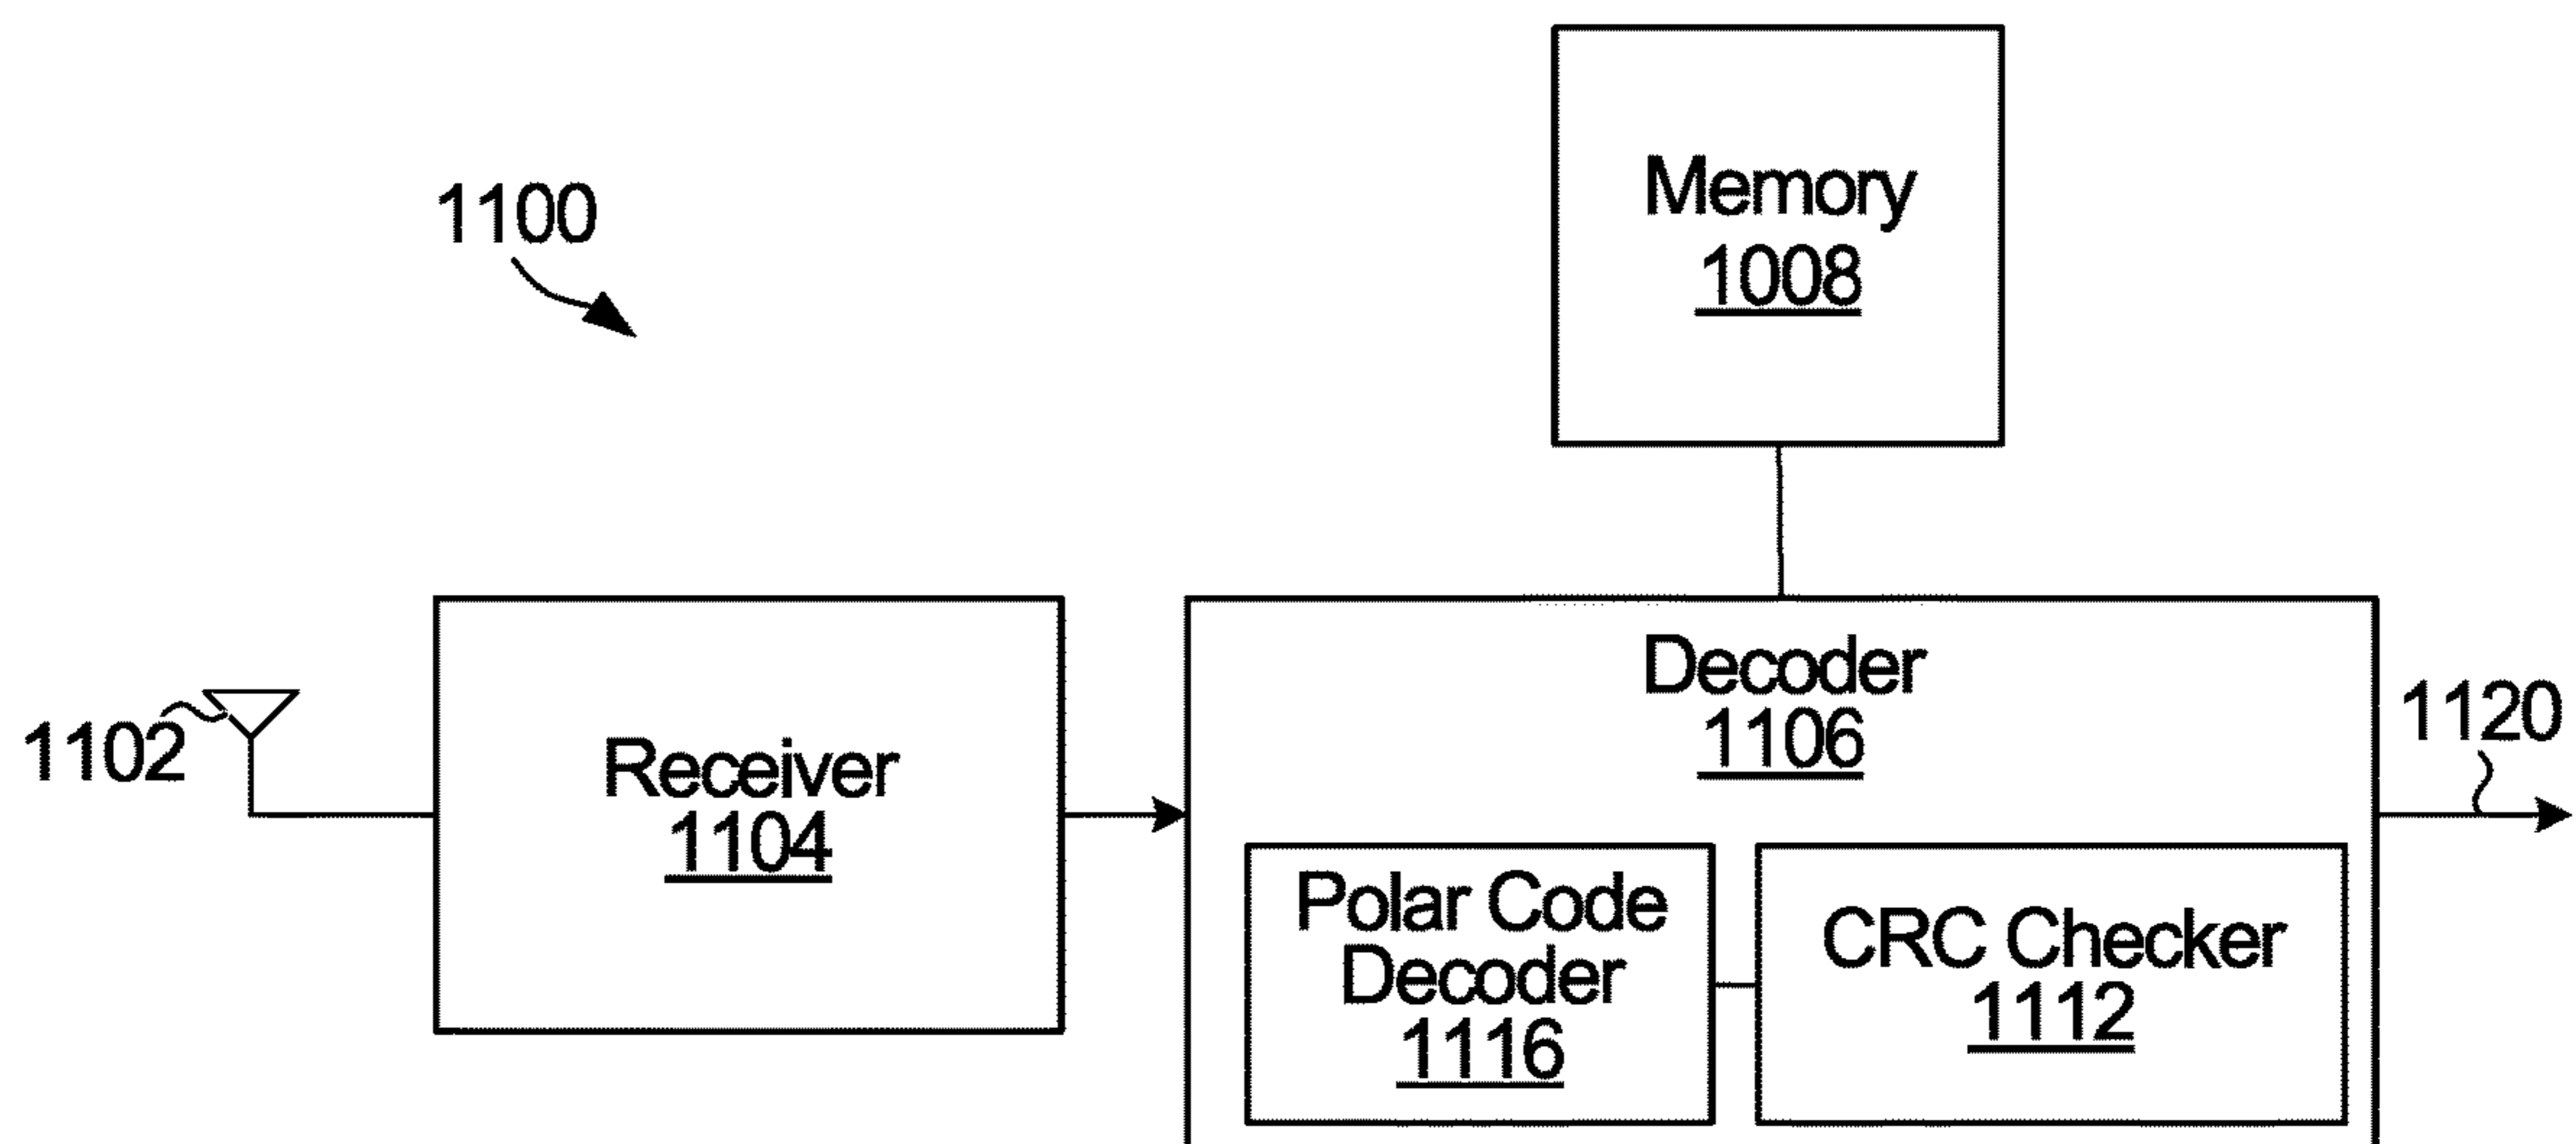 1100
Memory
1008
1102
Receiver
1104
Decoder
1106
1120
Polar Code
Decoder
1116
CRC Checker
1112